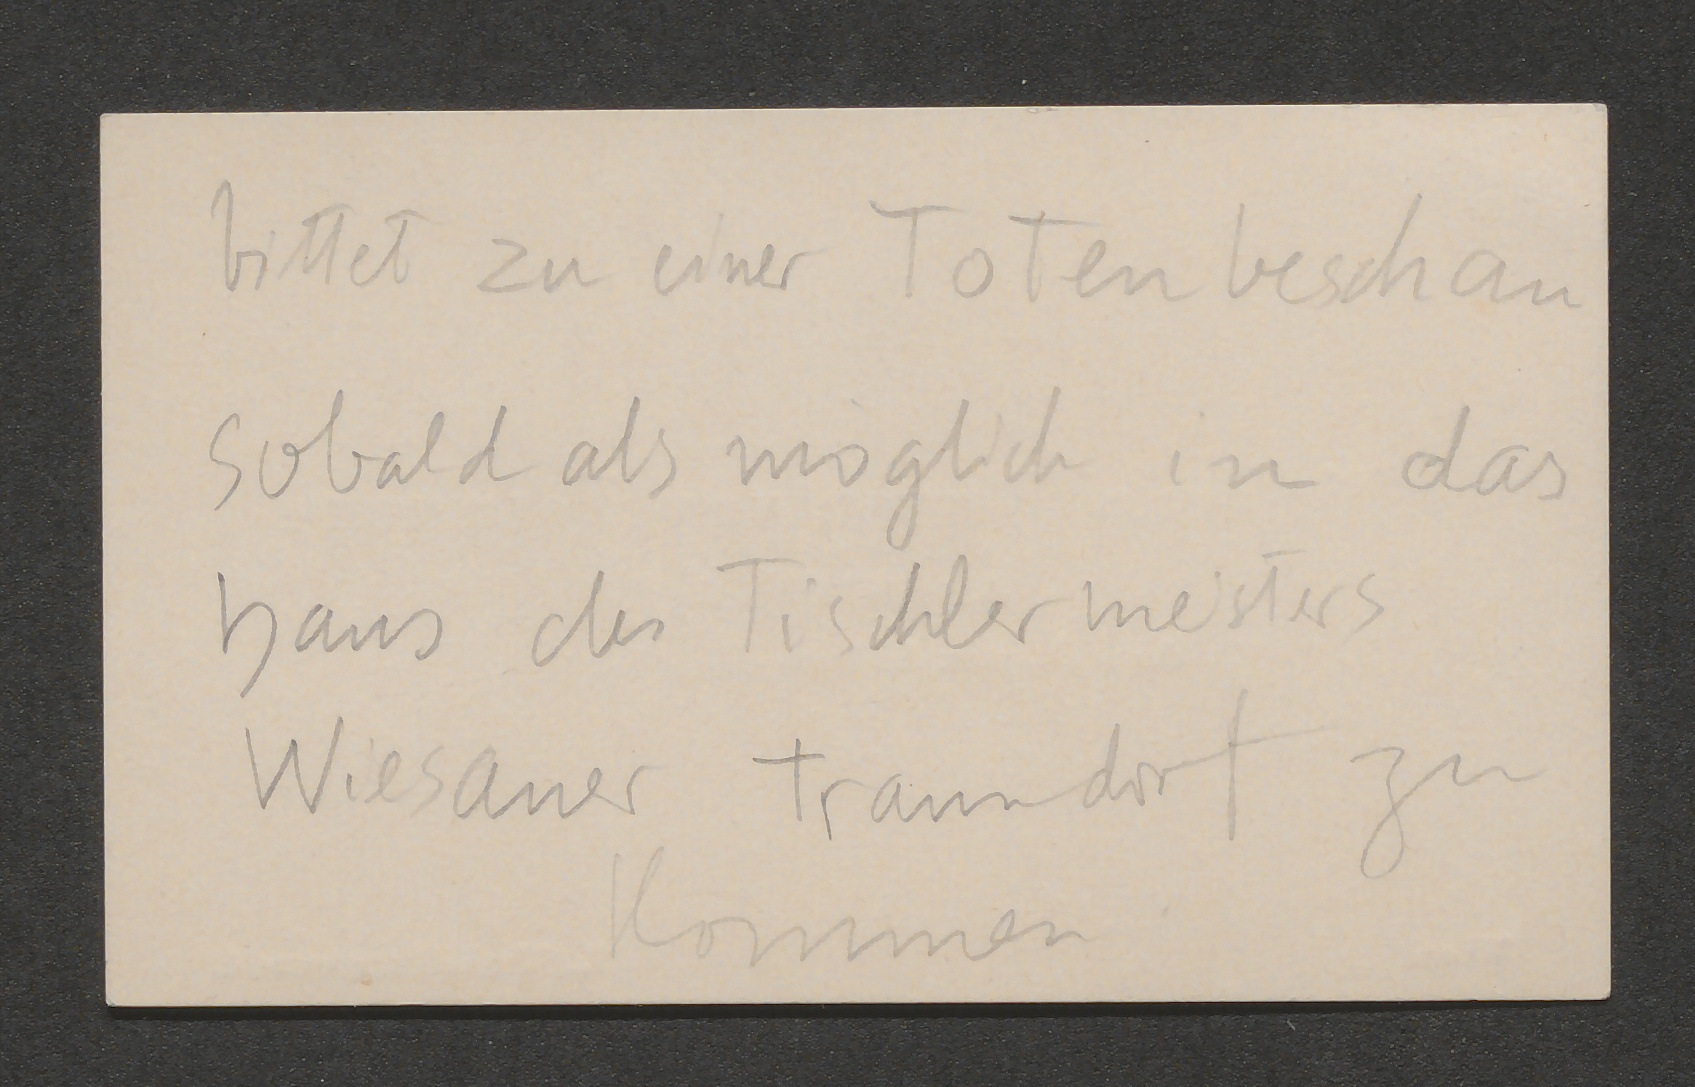 bittet zu einer Totenbeschau
sobald als möglich in das
Haus des Tischlermeisters
Wiesauer Traundorf zu
Kommen.